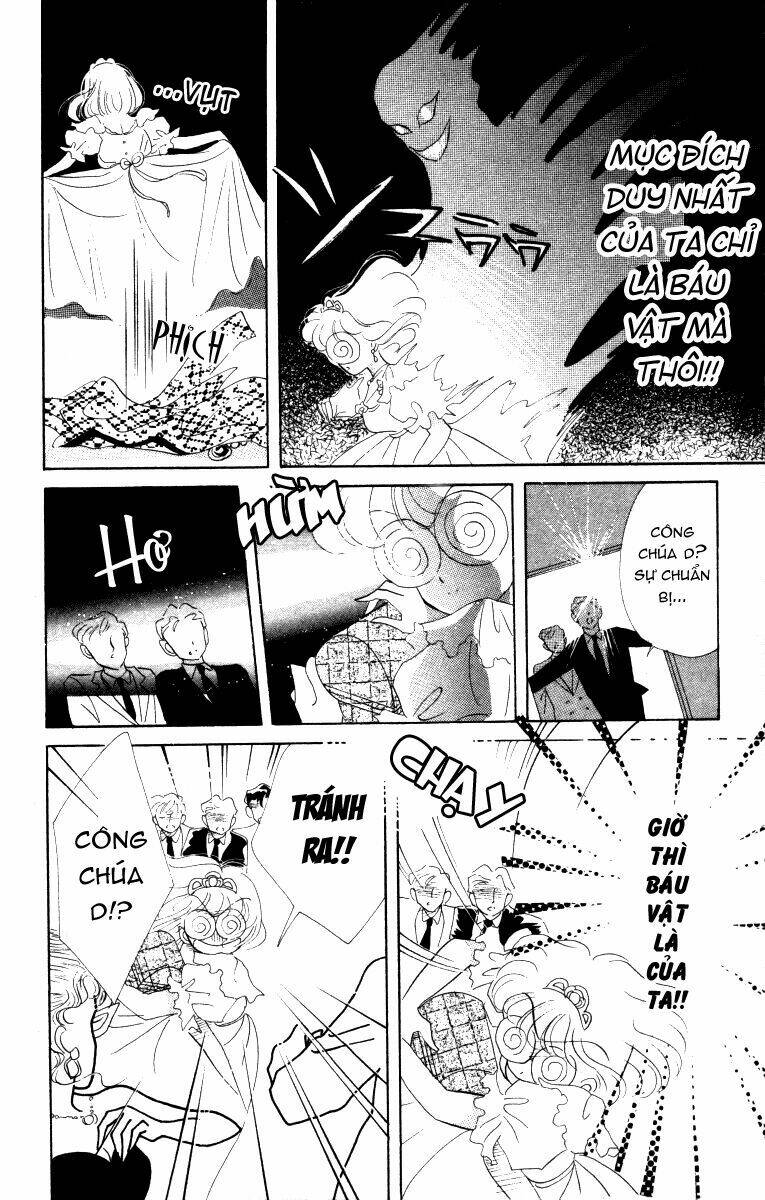 ...VỤT
PHỊCH
MỤC ĐÍCH
DUY NHẤT
CỦA TA CHỈ
LÀ BÁU
VẬT MÀ
THÔI!!
HƠ
HỪM
CÔNG
CHÚA D?
SỰ CHUẨN
BỊ...
CÔNG
CHÚA
D!?
TRÁNH
RA!!
CHẠY
GIỜ
THÌ
BÁU
VẬT
LÀ
CỦA
TA!!